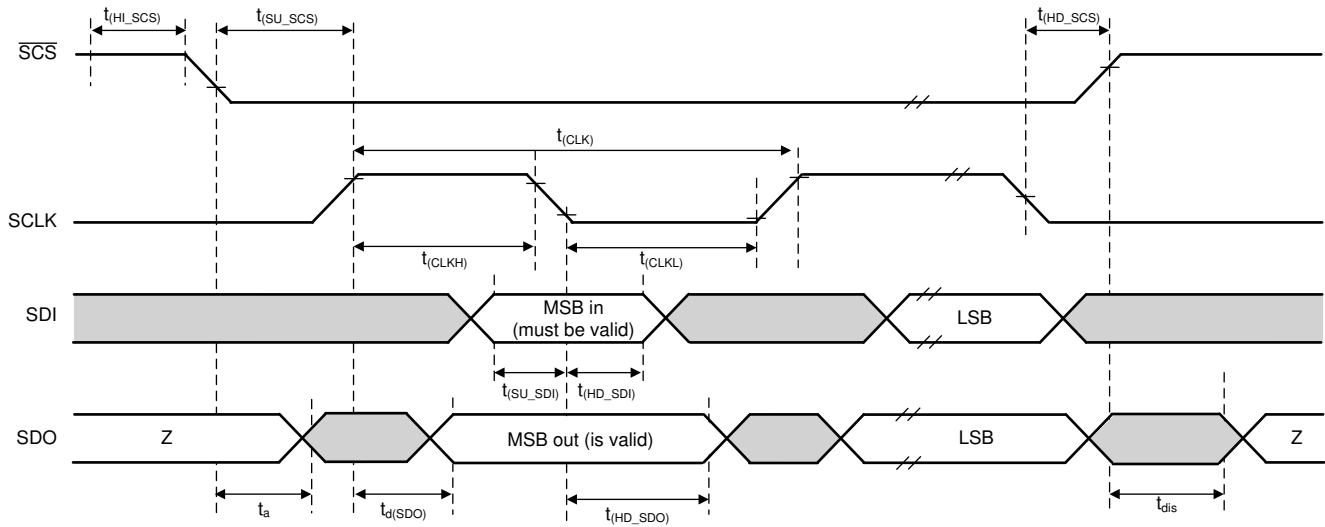 t(HI_SCS)
t(SU_SCS)
t(HD_SCS)
SCS
t(CLK)
SCLK
t(CLKH)
t(CLKL)
SDI
MSB in
(must be valid)
LSB
t(SU_SDI)
t(HD_SDI)
SDO
Z
MSB out (is valid)
LSB
Z
ta
td(SDO)
t(HD_SDO)
tdis